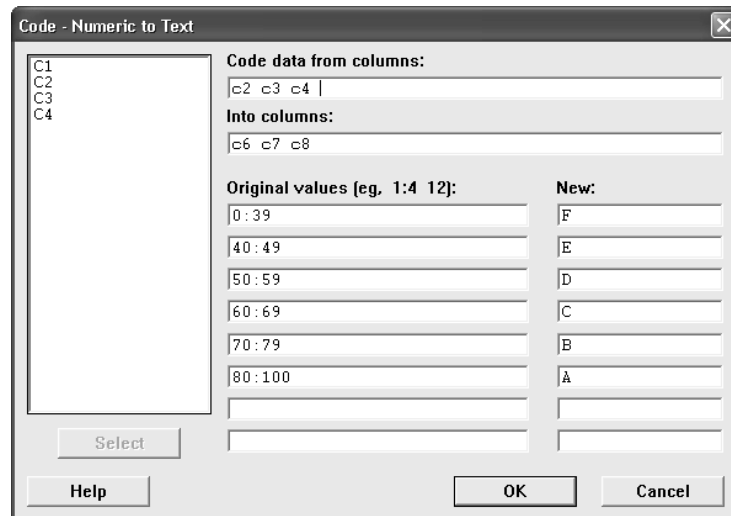 Code - Numeric to Text
C1
C2
C3
C4
Code data from columns:
c2 c3 c4
Into columns:
c6 c7 c8
Original values (eg, 1:4 12): New:
0:39 F
40:49 E
50:59 D
60:69 C
70:79 B
80:100 A
Select
Help OK Cancel